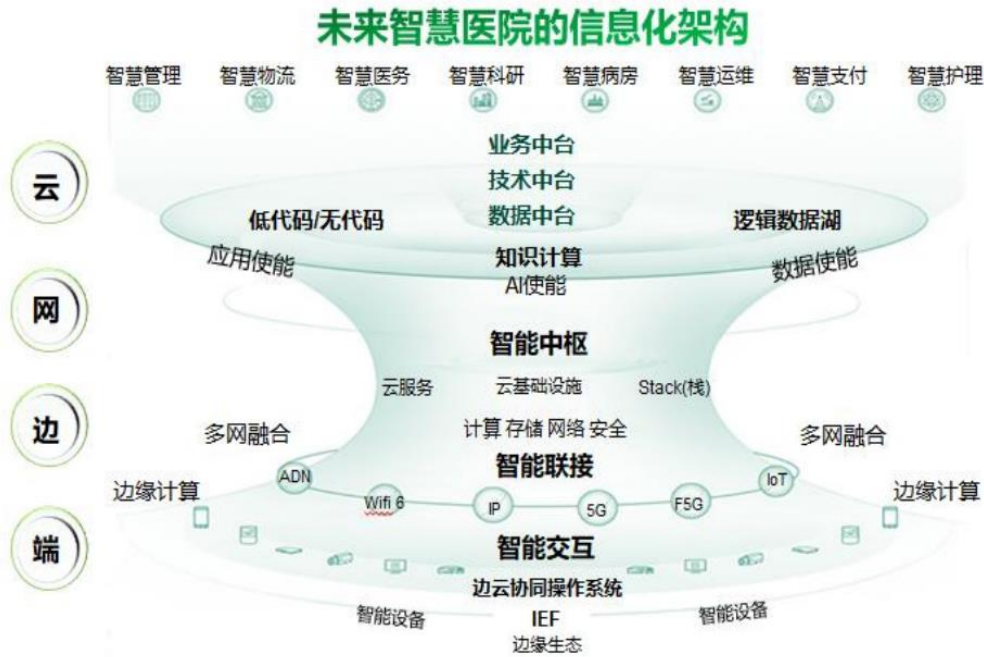 未来智慧医院的信息化架构
智慧管理 智慧物流 智慧医务 智慧科研 智慧病房 智慧运维 智慧支付 智慧护理
业务中台
云
技术中台
低代码/无代码 数据中台 逻辑数据湖
应用使能 知识计算 数据使能
AI使能
网
智能中枢
云服务 云基础设施 Stack(栈)
边
多网融合 计算 存储 网络 安全 多网融合
智能联接
ADN IoT
边缘计算 Wifi 6 IP 5G F5G 边缘计算
端
智能交互
边云协同操作系统
智能设备 IEF 智能设备
边缘生态